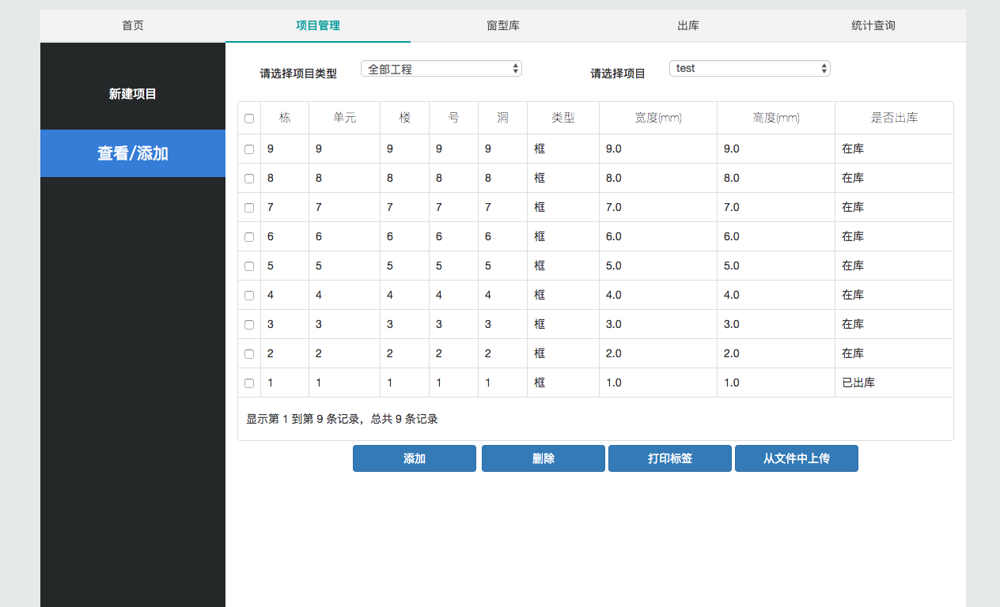 首页 项目管理 窗型库 出库 统计查询
新建项目
查看/添加
请选择项目类型 全部工程 请选择项目 test
栋 单元 楼 号 洞 类型 宽度(mm) 高度(mm) 是否出库
9 9 9 9 9 框 9.0 9.0 在库
8 8 8 8 8 框 8.0 8.0 在库
7 7 7 7 7 框 7.0 7.0 在库
6 6 6 6 6 框 6.0 6.0 在库
5 5 5 5 5 框 5.0 5.0 在库
4 4 4 4 4 框 4.0 4.0 在库
3 3 3 3 3 框 3.0 3.0 在库
2 2 2 2 2 框 2.0 2.0 在库
1 1 1 1 1 框 1.0 1.0 已出库
显示第 1 到第 9 条记录，总共 9 条记录
添加 删除 打印标签 从文件中上传